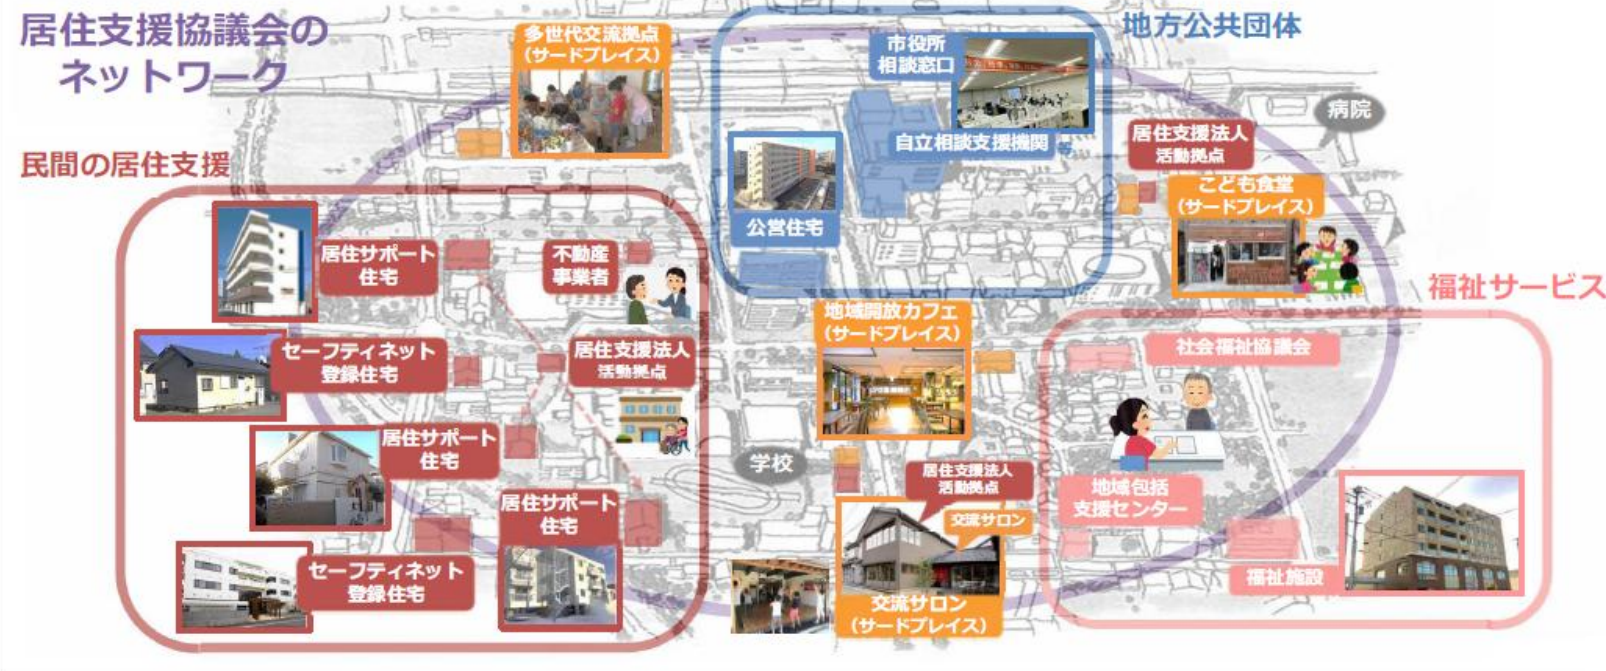 居住支援協議会の
ネットワーク
多世代交流拠点
（サードプレイス）
地方公共団体
市役所
相談窓口
自立相談支援機関
公営住宅
病院
居住支援法人
活動拠点
こども食堂
（サードプレイス）
民間の居住支援
居住サポート
住宅
不動産
事業者
セーフティネット
登録住宅
居住支援法人
活動拠点
居住サポート
住宅
居住サポート
住宅
セーフティネット
登録住宅
地域開放カフェ
（サードプレイス）
学校
居住支援法人
活動拠点
交流サロン
交流サロン
（サードプレイス）
福祉サービス
社会福祉協議会
地域包括
支援センター
福祉施設